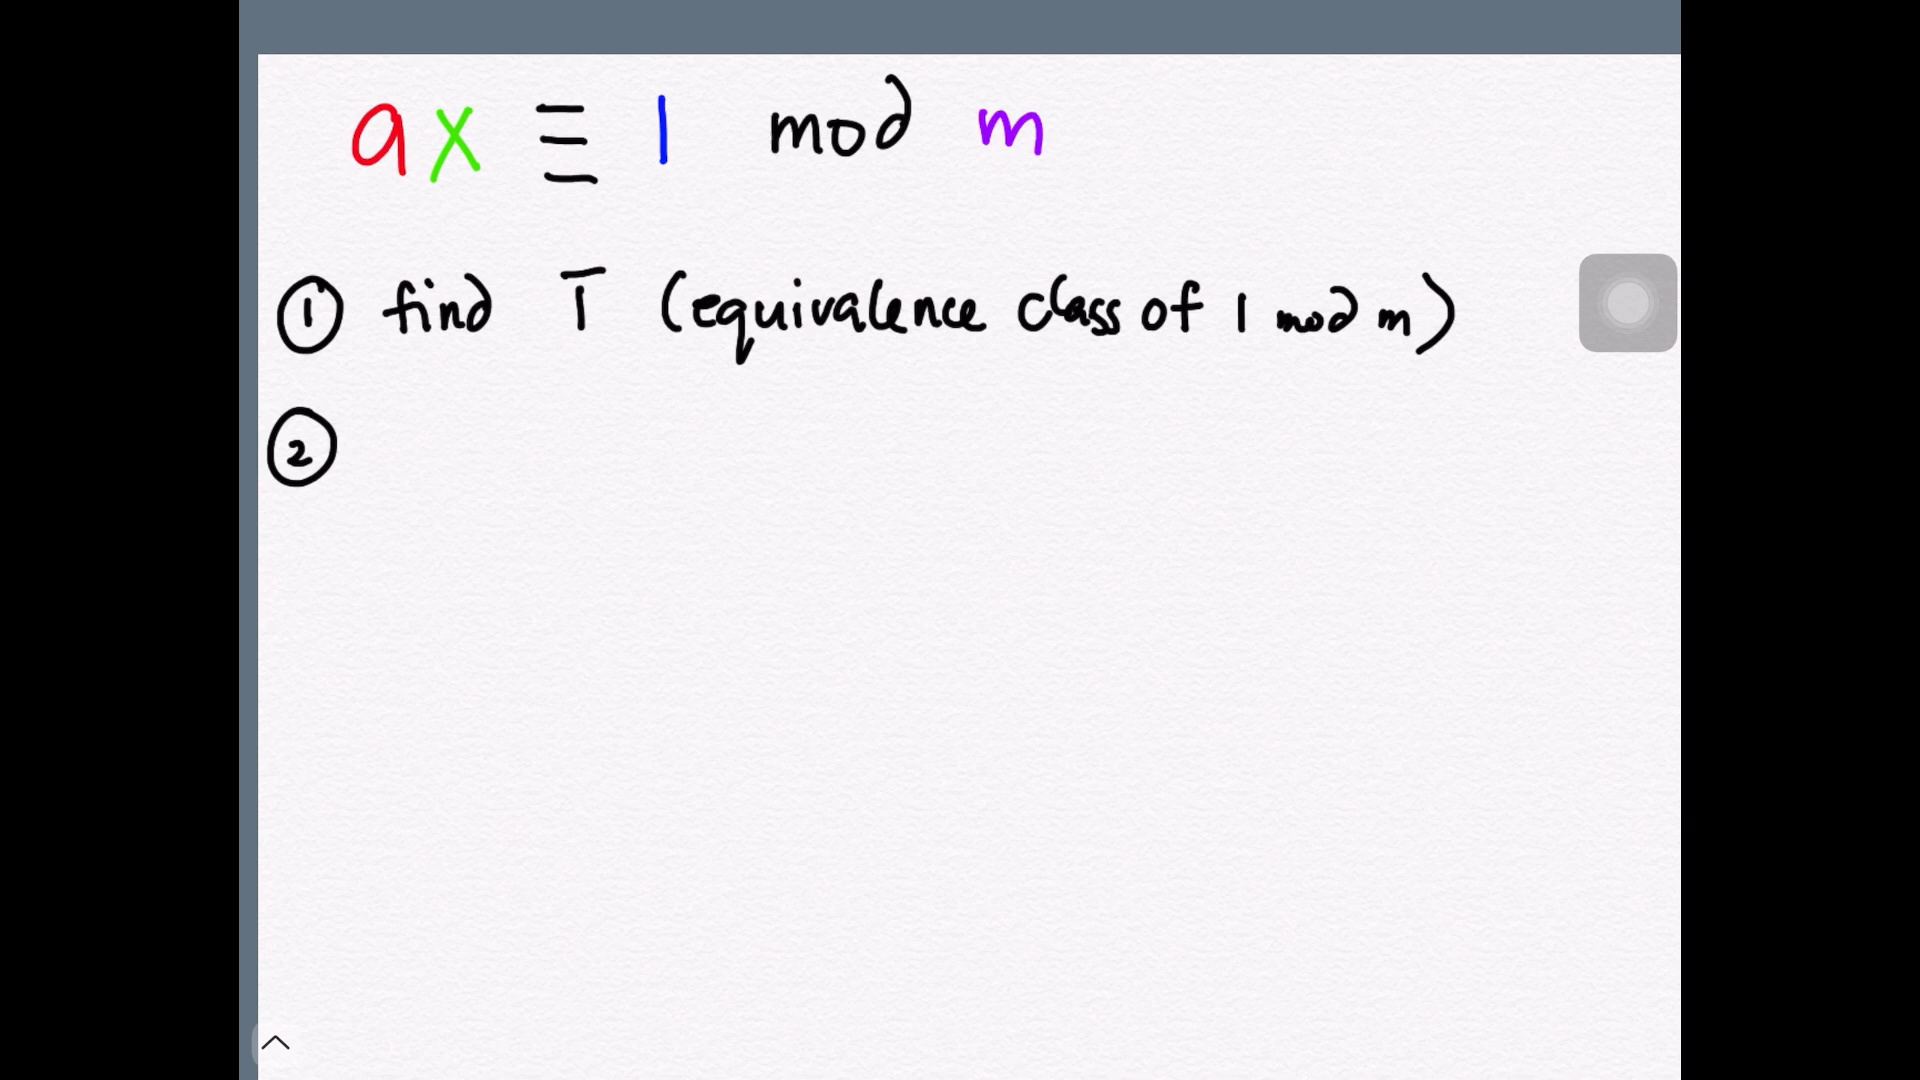 ax ≡ 1 mod m
① find 1̄ (equivalence class of 1 mod m)
②